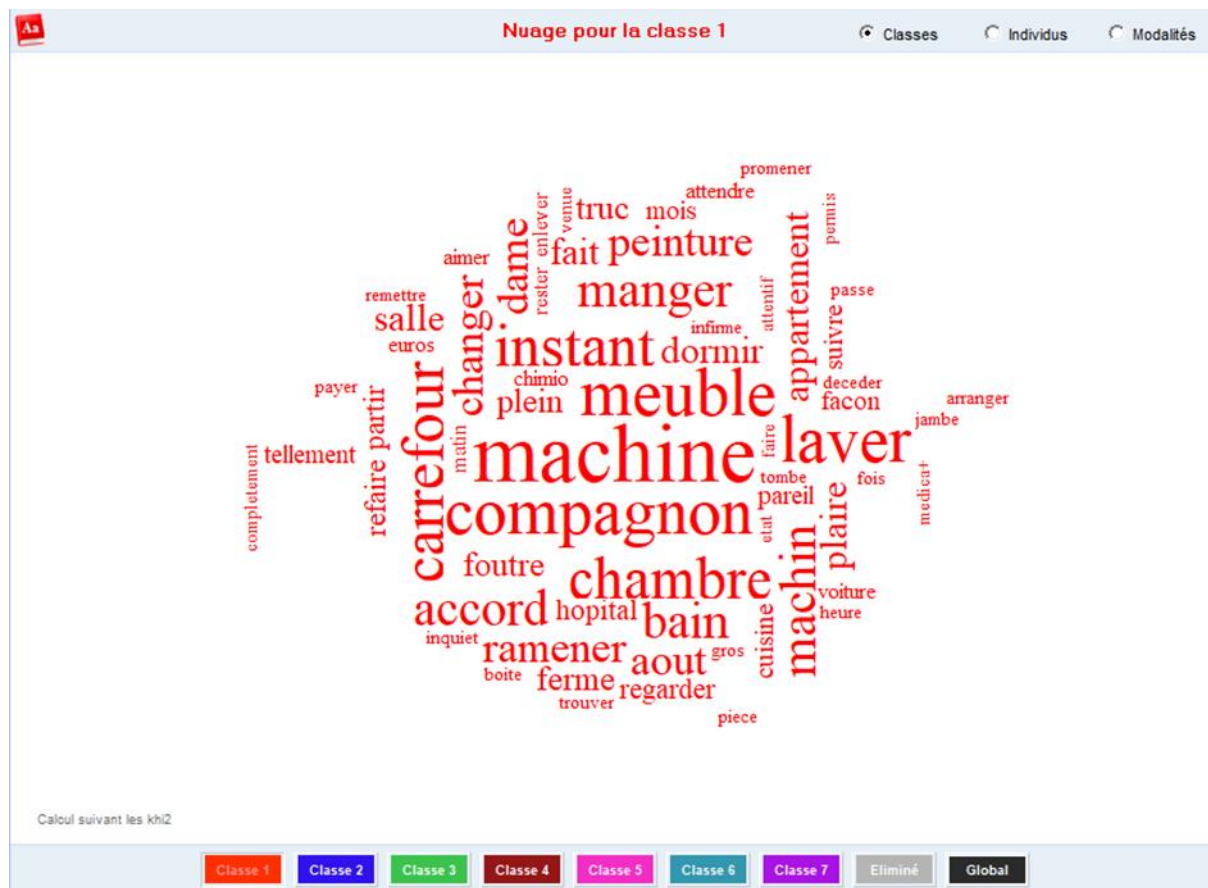 Aa
Nuage pour la classe 1
Classes
Individus
Modalités
promener
attendre
venue
enlever
truc
mois
permis
dame
fait
peinture
appartement
aimer
rester
manger
attentif
passe
remettre
changer
salle
infirme
suivre
euros
instant
dormir
chimio
deceder
payer
carrefour
plein
meuble
facon
arranger
partir
jambe
tellement
matin
machine
faire
laver
completement
refaire
tombe
fois
medica+
pareil
compagnon
etat
plaire
foutre
chambre
machin
voiture
accord
hopital
bain
heure
inquiet
ramener
gros
cuisine
aout
boite
ferme
regarder
trouver
piece
Calcul suivant les khi2
Classe 1
Classe 2
Classe 3
Classe 4
Classe 5
Classe 6
Classe 7
Eliminé
Global